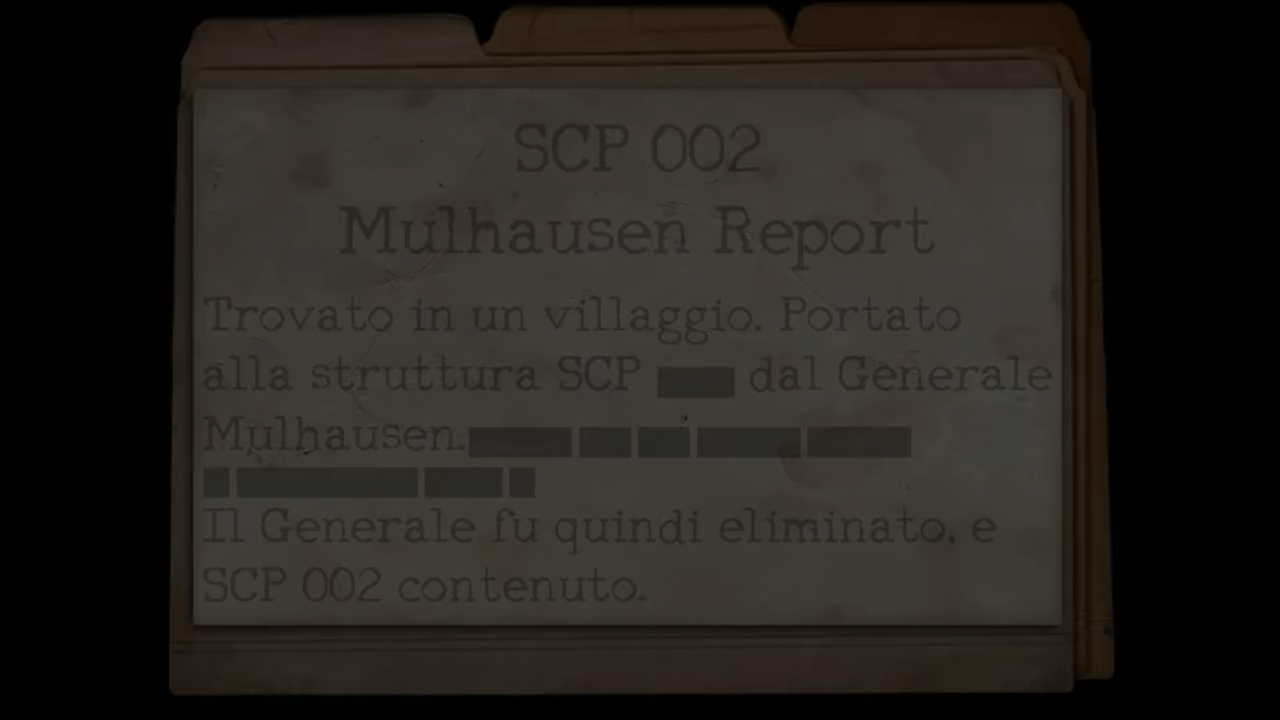 SCP 002
Mulhausen Report
Trovato in un villaggio. Portato
alla struttura SCP dal Generale
Mulhausen.
Il Generale fu quindi eliminato, e
SCP 002 contenuto.